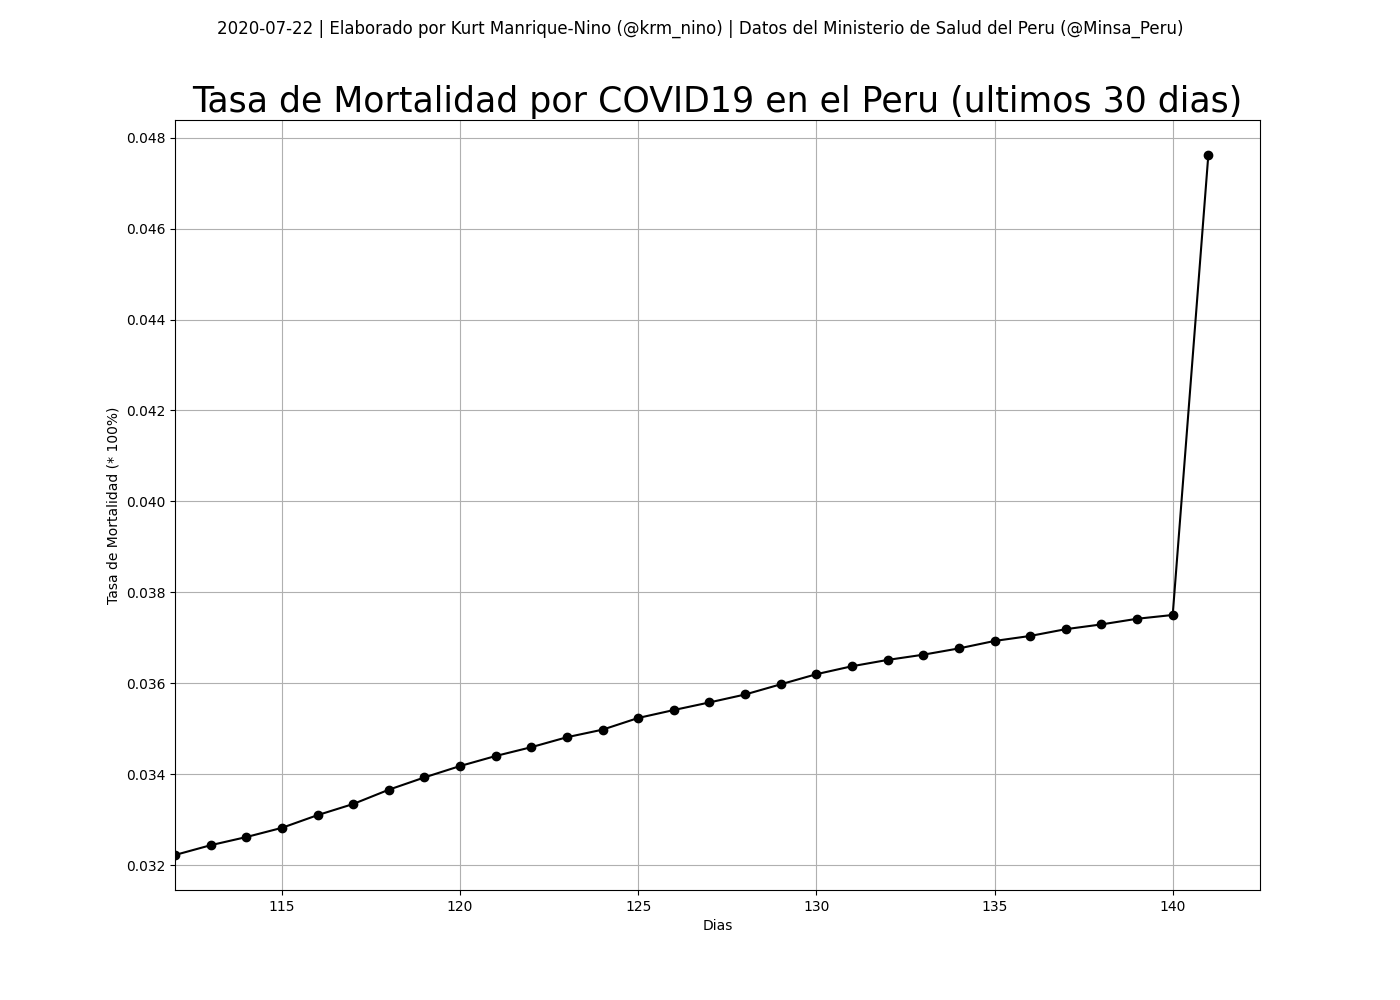 2020-07-22 | Elaborado por Kurt Manrique-Nino (@krm_nino) | Datos del Ministerio de Salud del Peru (@Minsa_Peru)
Tasa de Mortalidad por COVID19 en el Peru (ultimos 30 dias)
Tasa de Mortalidad (* 100%)
0.048
0.046
0.044
0.042
0.040
0.038
0.036
0.034
0.032
115 120 125 130 135 140
Dias